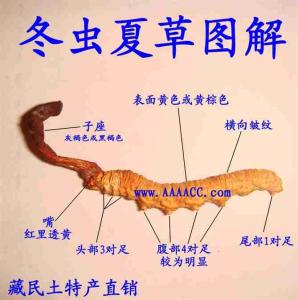 冬虫夏草图解
表面黄色或黄棕色
子座
灰褐色或黑褐色
横向皱纹
www.AAAACC.com
嘴
红里透黄
头部3对足
腹部4对足
较为明显
尾部1对足
藏民土特产直销